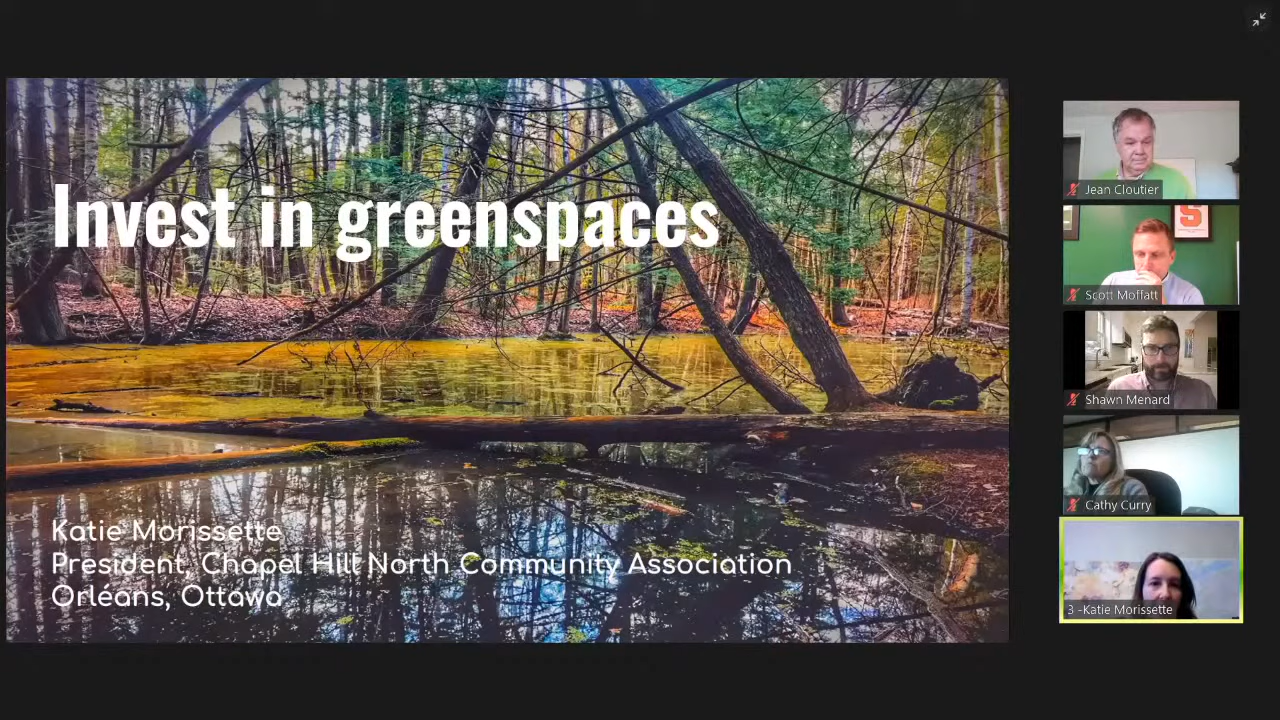 Invest in greenspaces
Katie Morissette
President, Chapel Hill North Community Association
Orléans, Ottawa
Jean Cloutier
S
Scott Moffatt
Shawn Menard
Cathy Curry
3 -Katie Morissette